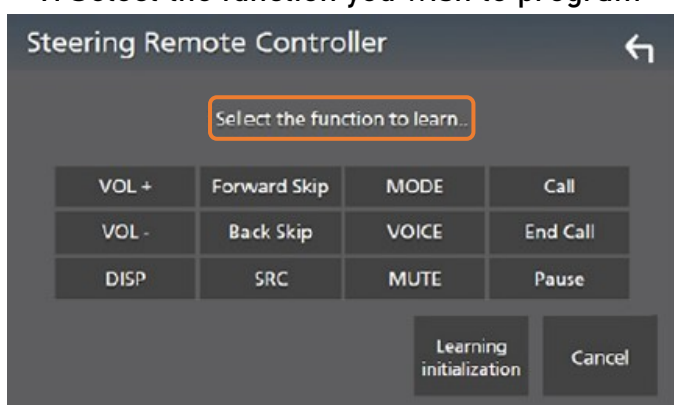 Steering Remote Controller
Select the function to learn..
VOL + Forward Skip MODE Call
VOL - Back Skip VOICE End Call
DISP SRC MUTE Pause
Learning
initialization
Cancel